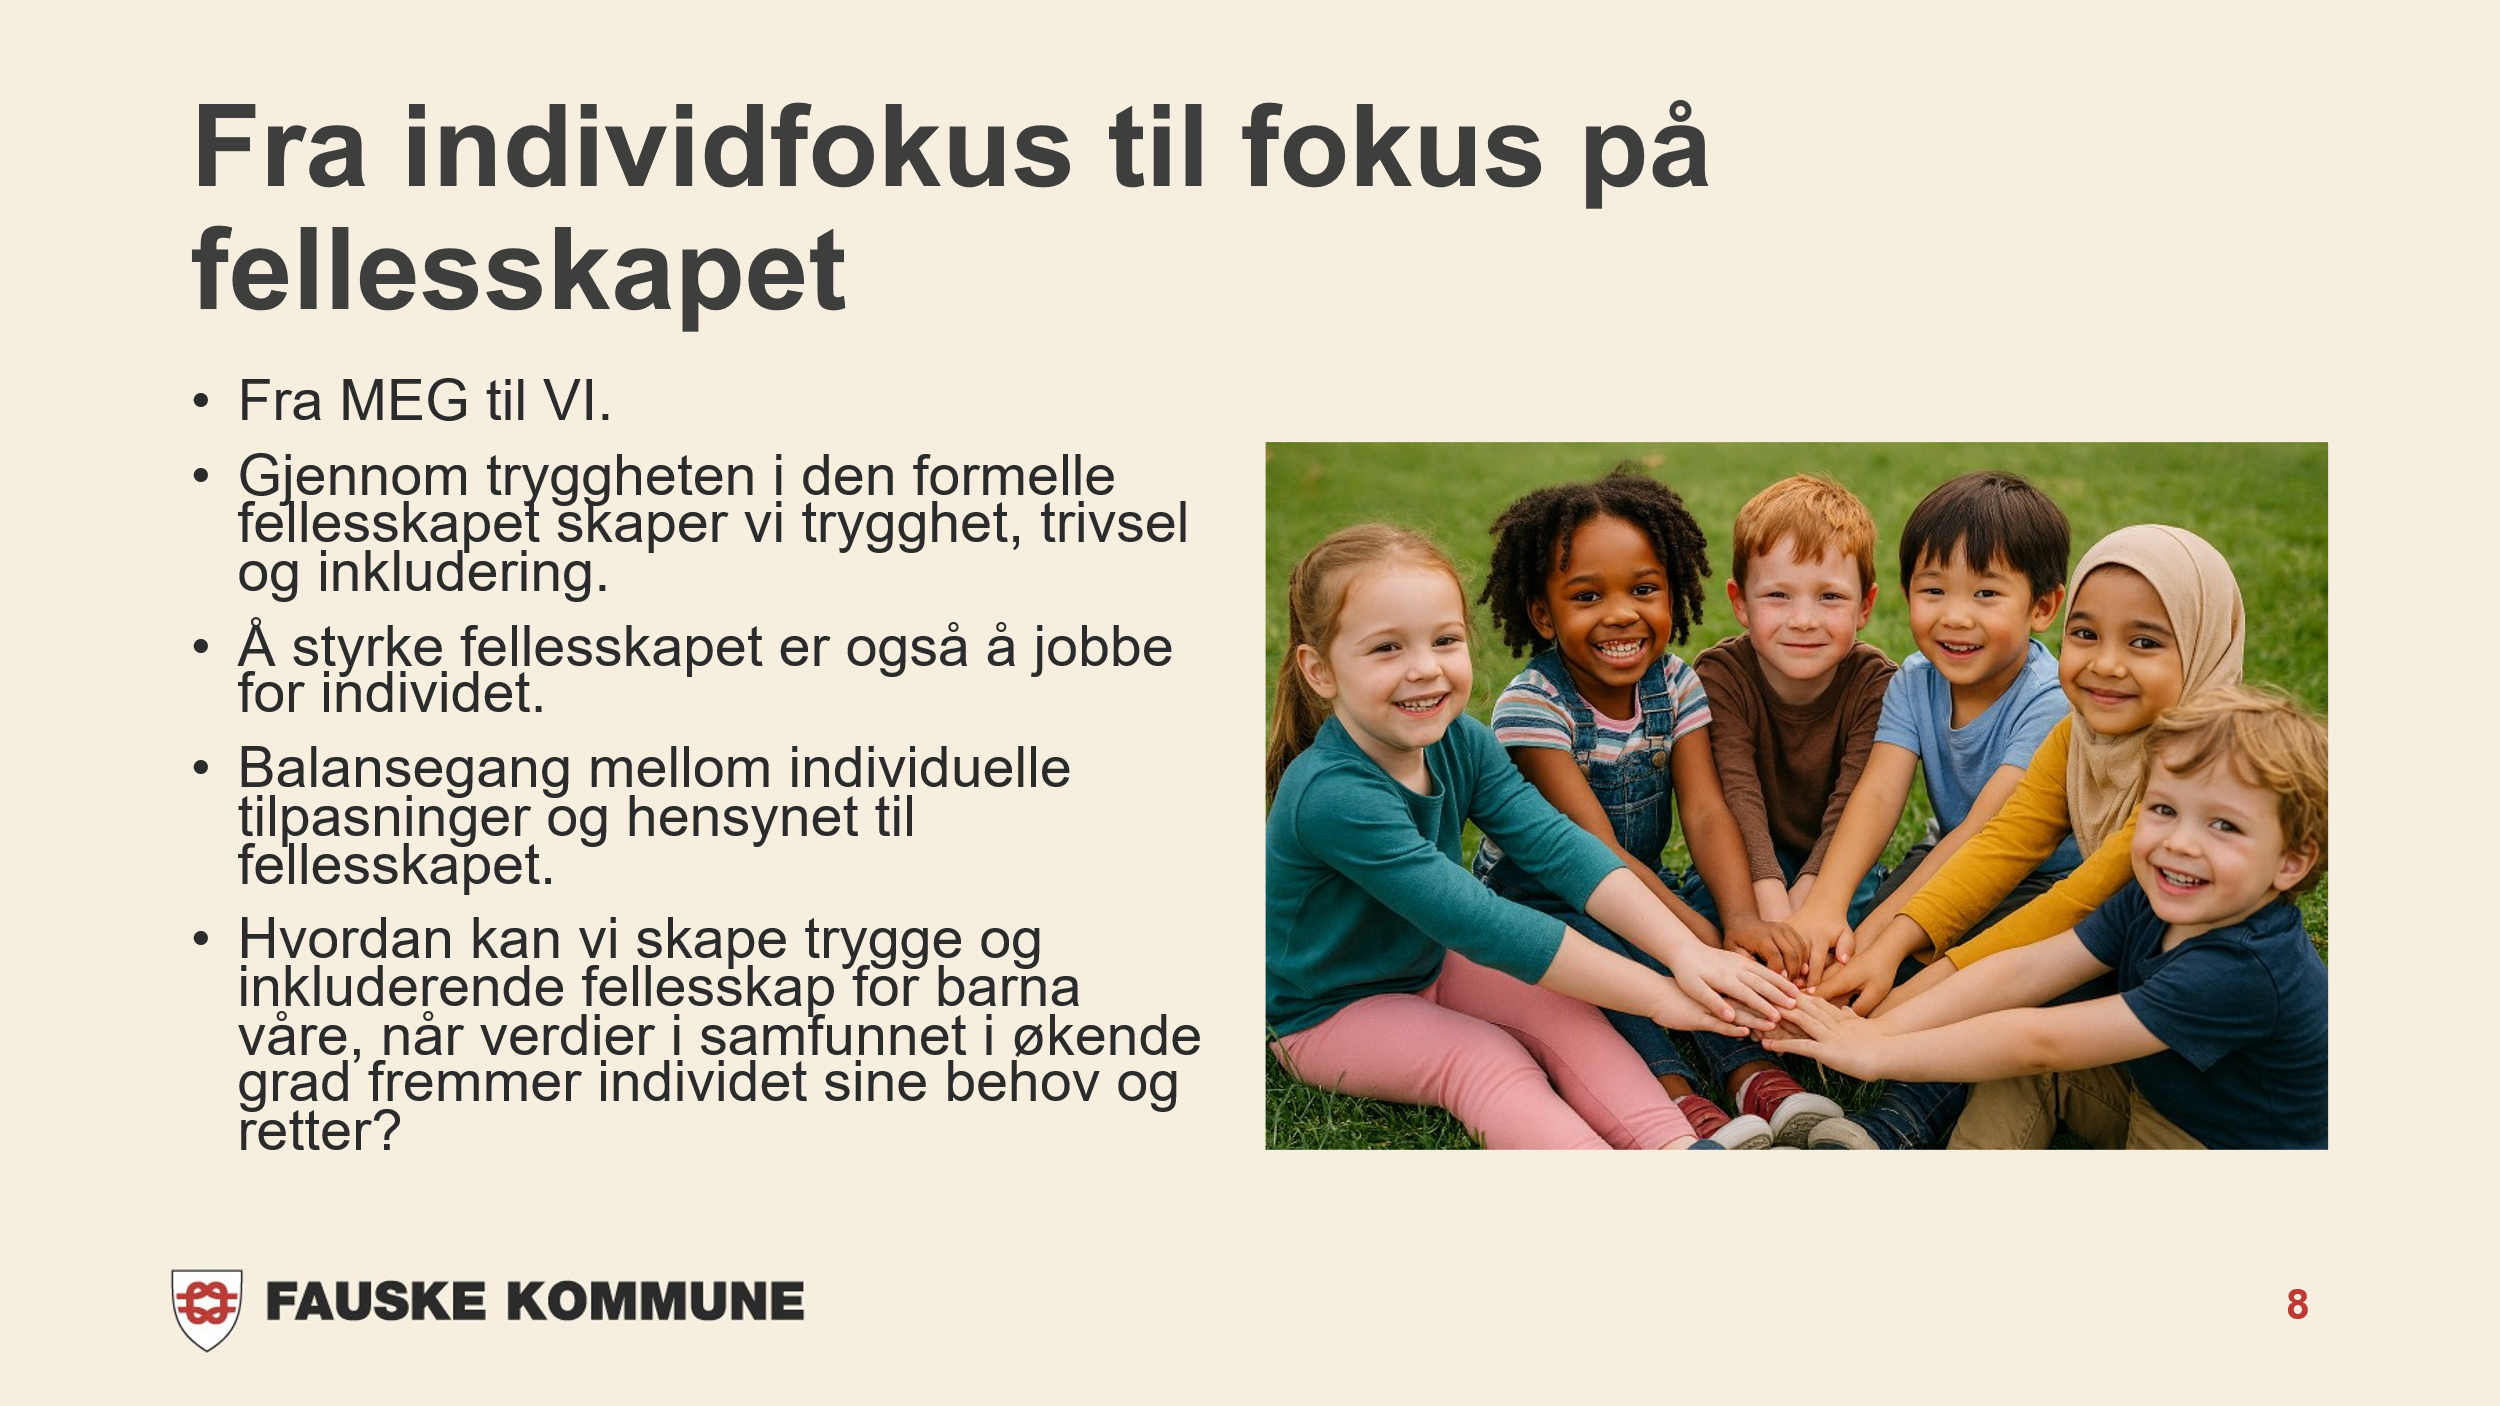 Fra individfokus til fokus på
fellesskapet
• Fra MEG til VI.
• Gjennom tryggheten i den formelle
fellesskapet skaper vi trygghet, trivsel
og inkludering.
• Å styrke fellesskapet er også å jobbe
for individet.
• Balansegang mellom individuelle
tilpasninger og hensynet til
fellesskapet.
• Hvordan kan vi skape trygge og
inkluderende fellesskap for barna
våre, når verdier i samfunnet i økende
grad fremmer individet sine behov og
retter?
FAUSKE KOMMUNE
8